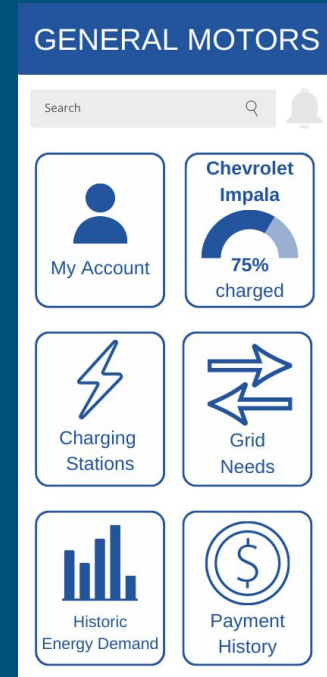 GENERAL MOTORS
Search
My Account
Chevrolet
Impala
75%
charged
Charging
Stations
Grid
Needs
Historic
Energy Demand
$
Payment
History